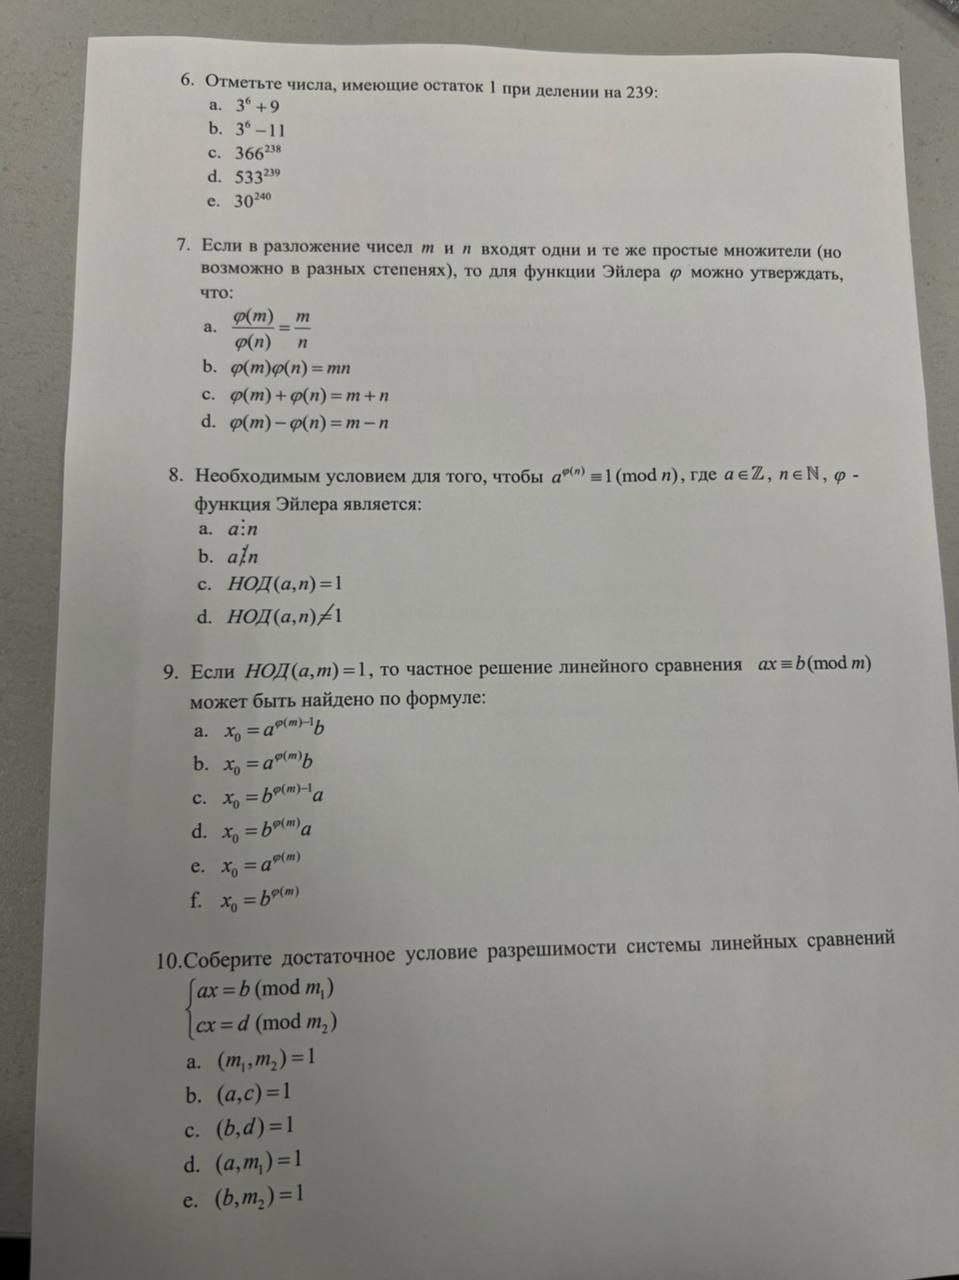 6. Отметьте числа, имеющие остаток 1 при делении на 239:
a. 3⁶ + 9
b. 3⁶ − 11
c. 366²³⁸
d. 533²³⁹
e. 30²⁴⁰
7. Если в разложение чисел m и n входят одни и те же простые множители (но
возможно в разных степенях), то для функции Эйлера φ можно утверждать,
что:
a. φ(m)/φ(n) = m/n
b. φ(m)φ(n) = mn
c. φ(m) + φ(n) = m + n
d. φ(m) − φ(n) = m − n
8. Необходимым условием для того, чтобы a^φ(n) ≡ 1(mod n), где a ∈ ℤ, n ∈ ℕ, φ -
функция Эйлера является:
a. a⋮n
b. a⋮̸n
c. НОД(a,n) = 1
d. НОД(a,n) ≠ 1
9. Если НОД(a,m) = 1, то частное решение линейного сравнения ax ≡ b(mod m)
может быть найдено по формуле:
a. x₀ = a^(φ(m)−1)b
b. x₀ = a^φ(m)b
c. x₀ = b^(φ(m)−1)a
d. x₀ = b^φ(m)a
e. x₀ = a^φ(m)
f. x₀ = b^φ(m)
10.Соберите достаточное условие разрешимости системы линейных сравнений
{ax = b (mod m₁)
cx = d (mod m₂)
a. (m₁,m₂) = 1
b. (a,c) = 1
c. (b,d) = 1
d. (a,m₁) = 1
e. (b,m₂) = 1